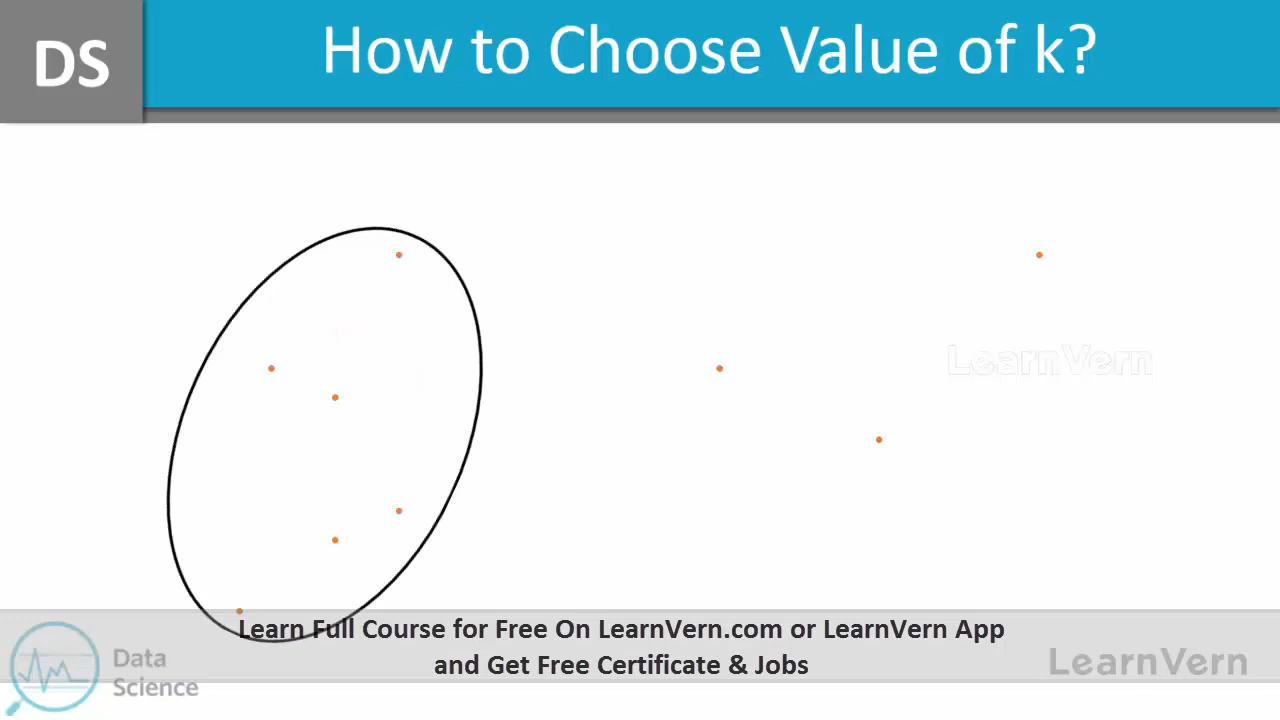 DS
How to Choose Value of k?
LearnVern
Learn Full Course for Free On LearnVern.com or LearnVern App
and Get Free Certificate & Jobs
Data
Science
LearnVern